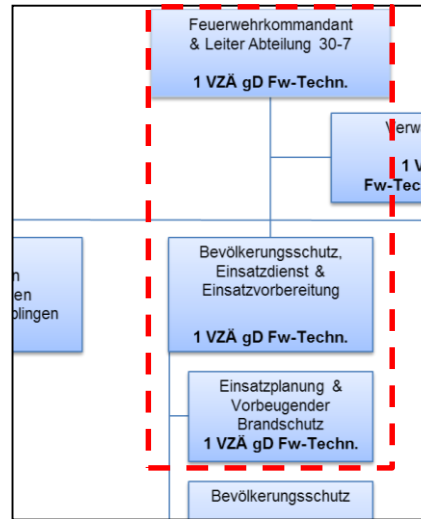 Feuerwehrkommandant
& Leiter Abteilung 30-7
1 VZÄ gD Fw-Techn.
Bevölkerungsschutz,
Einsatzdienst &
Einsatzvorbereitung
1 VZÄ gD Fw-Techn.
Einsatzplanung &
Vorbeugender
Brandschutz
1 VZÄ gD Fw-Techn.
Bevölkerungsschutz